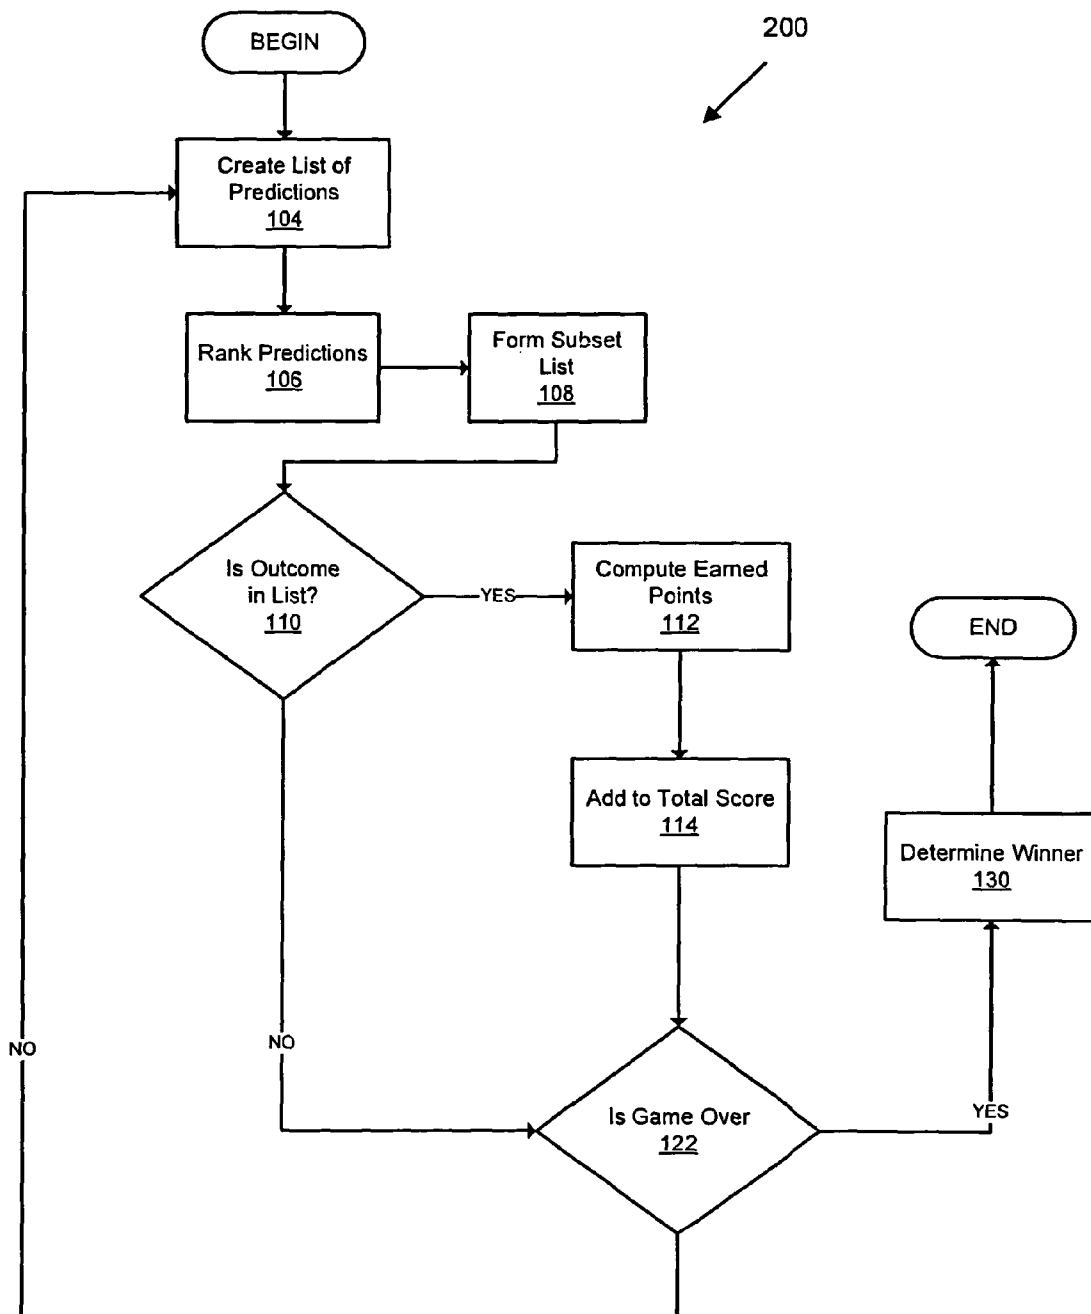 200
BEGIN
Create List of
Predictions
104
Rank Predictions
106
Form Subset
List
108
Is Outcome
in List?
110
YES
Compute Earned
Points
112
END
Add to Total Score
114
Determine Winner
130
NO
NO
Is Game Over
122
YES